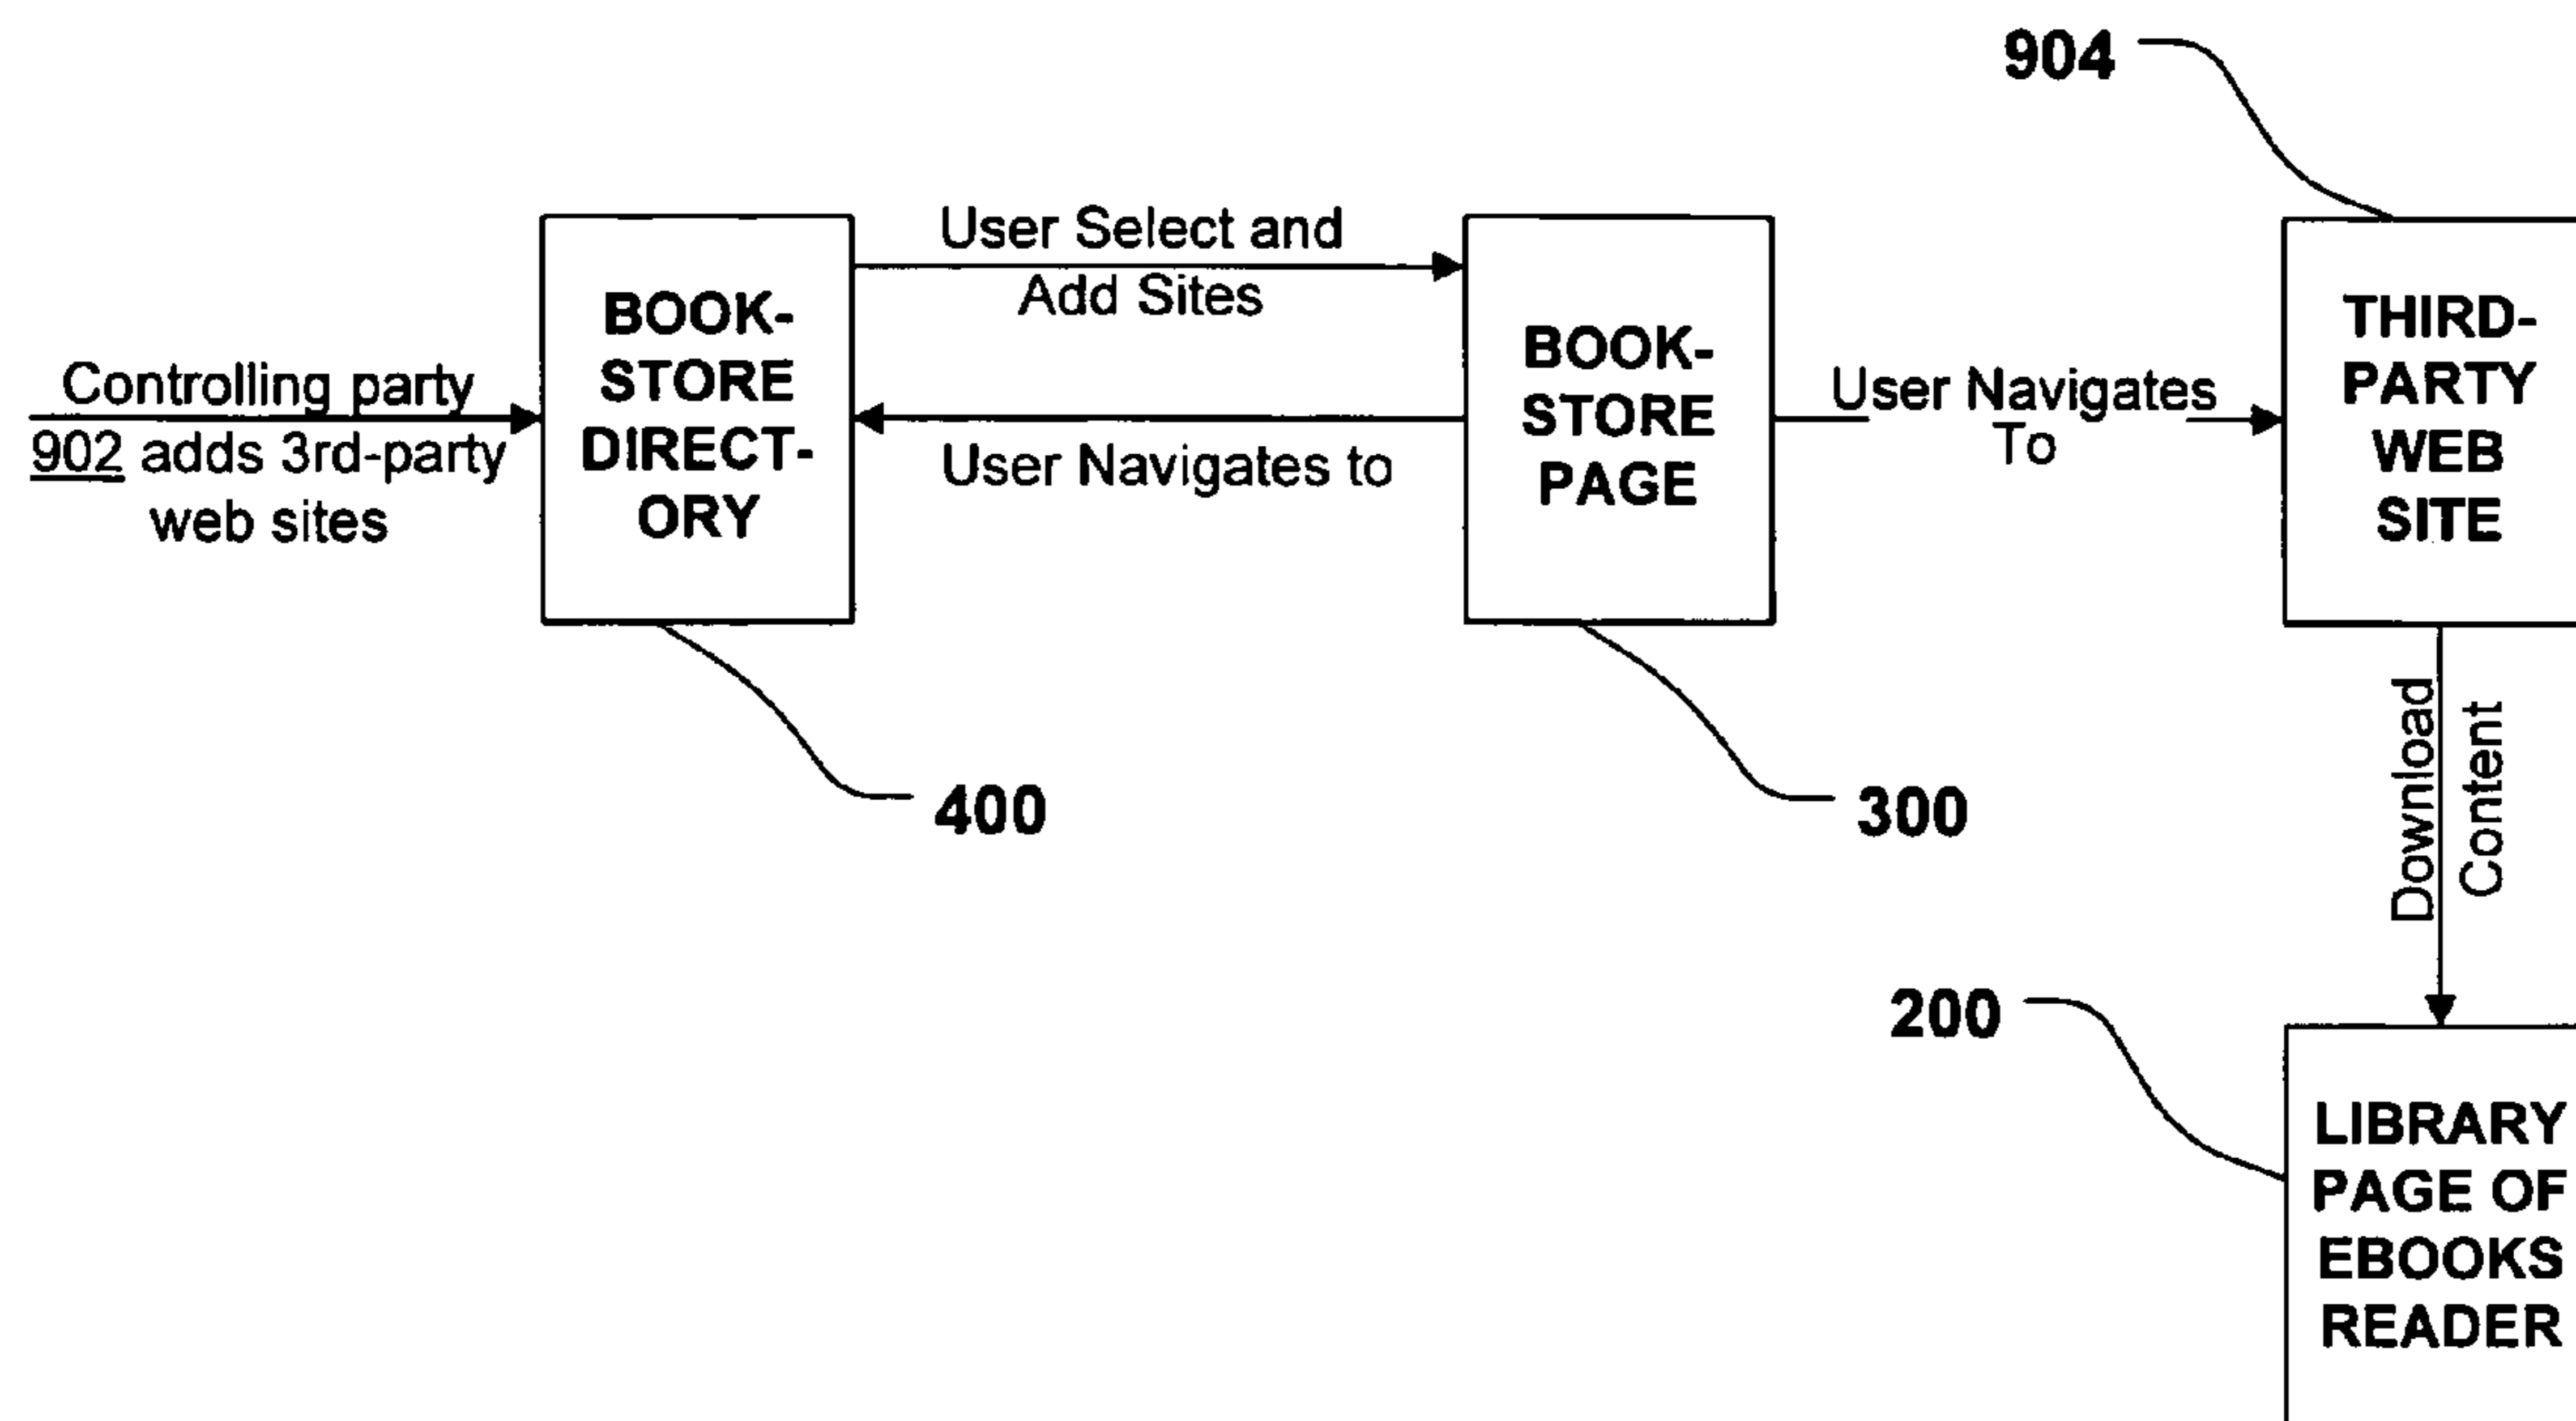 904
User Select and
Add Sites
BOOK-
STORE
DIRECT-
ORY
BOOK-
STORE
PAGE
THIRD-
PARTY
WEB
SITE
Controlling party
902 adds 3rd-party
web sites
User Navigates to
User Navigates
To
400
300
Download
Content
200
LIBRARY
PAGE OF
EBOOKS
READER